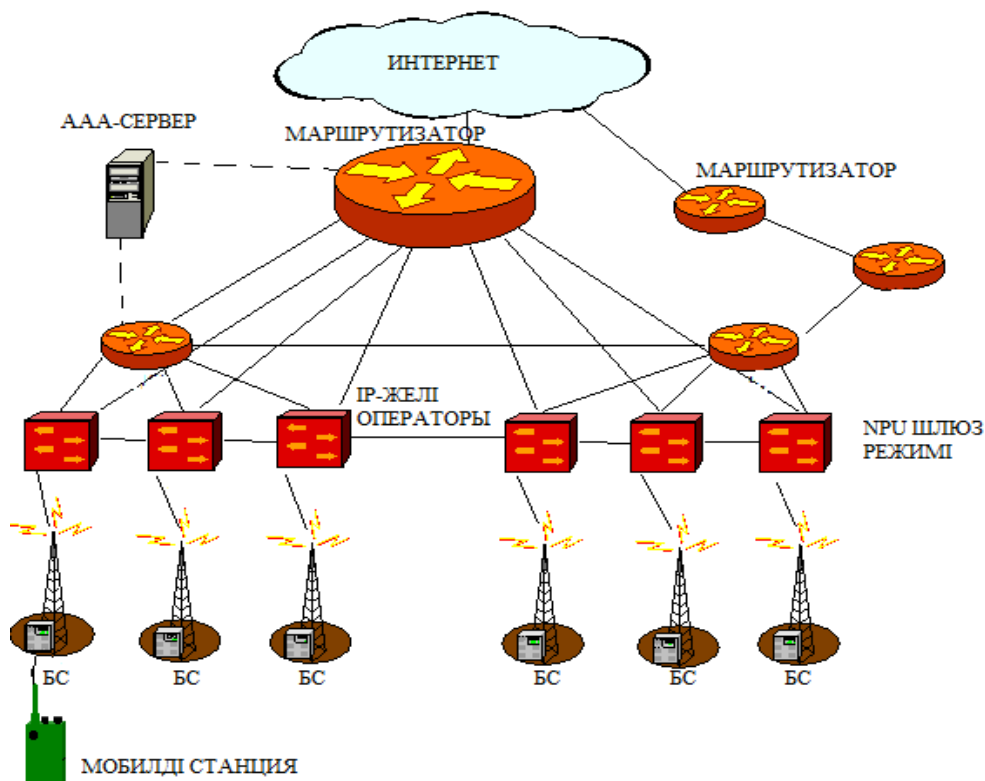 ИНТЕРНЕТ
ААА-СЕРВЕР
МАРШРУТИЗАТОР
МАРШРУТИЗАТОР
IP-ЖЕЛІ
ОПЕРАТОРЫ
NPU ШЛЮЗ
РЕЖИМІ
БС
БС
БС
БС
БС
БС
МОБИЛДІ СТАНЦИЯ